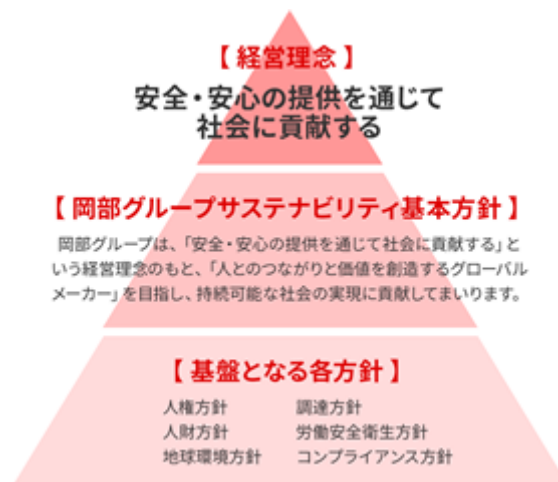 【 経営理念 】
安全・安心の提供を通じて
社会に貢献する
【 岡部グループサステナビリティ基本方針 】
岡部グループは、「安全・安心の提供を通じて社会に貢献する」と
いう経営理念のもと、「人とのつながりと価値を創造するグローバル
メーカー」を目指し、持続可能な社会の実現に貢献してまいります。
【 基盤となる各方針 】
人権方針 調達方針
人財方針 労働安全衛生方針
地球環境方針 コンプライアンス方針